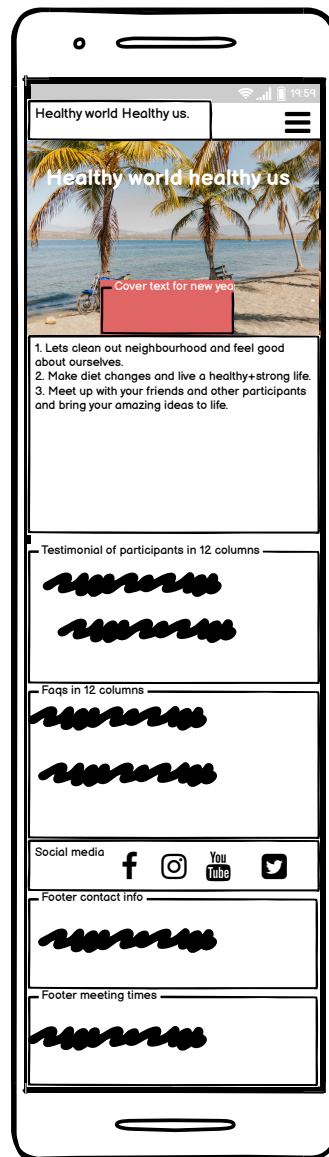 19:59
Healthy world Healthy us.
Healthy world healthy us
Cover text for new yea
1. Lets clean out neighbourhood and feel good
about ourselves.
2. Make diet changes and live a healthy+strong life.
3. Meet up with your friends and other participants
and bring your amazing ideas to life.
Testimonial of participants in 12 columns
Faqs in 12 columns
Social media
You
Tube
Footer contact info
Footer meeting times